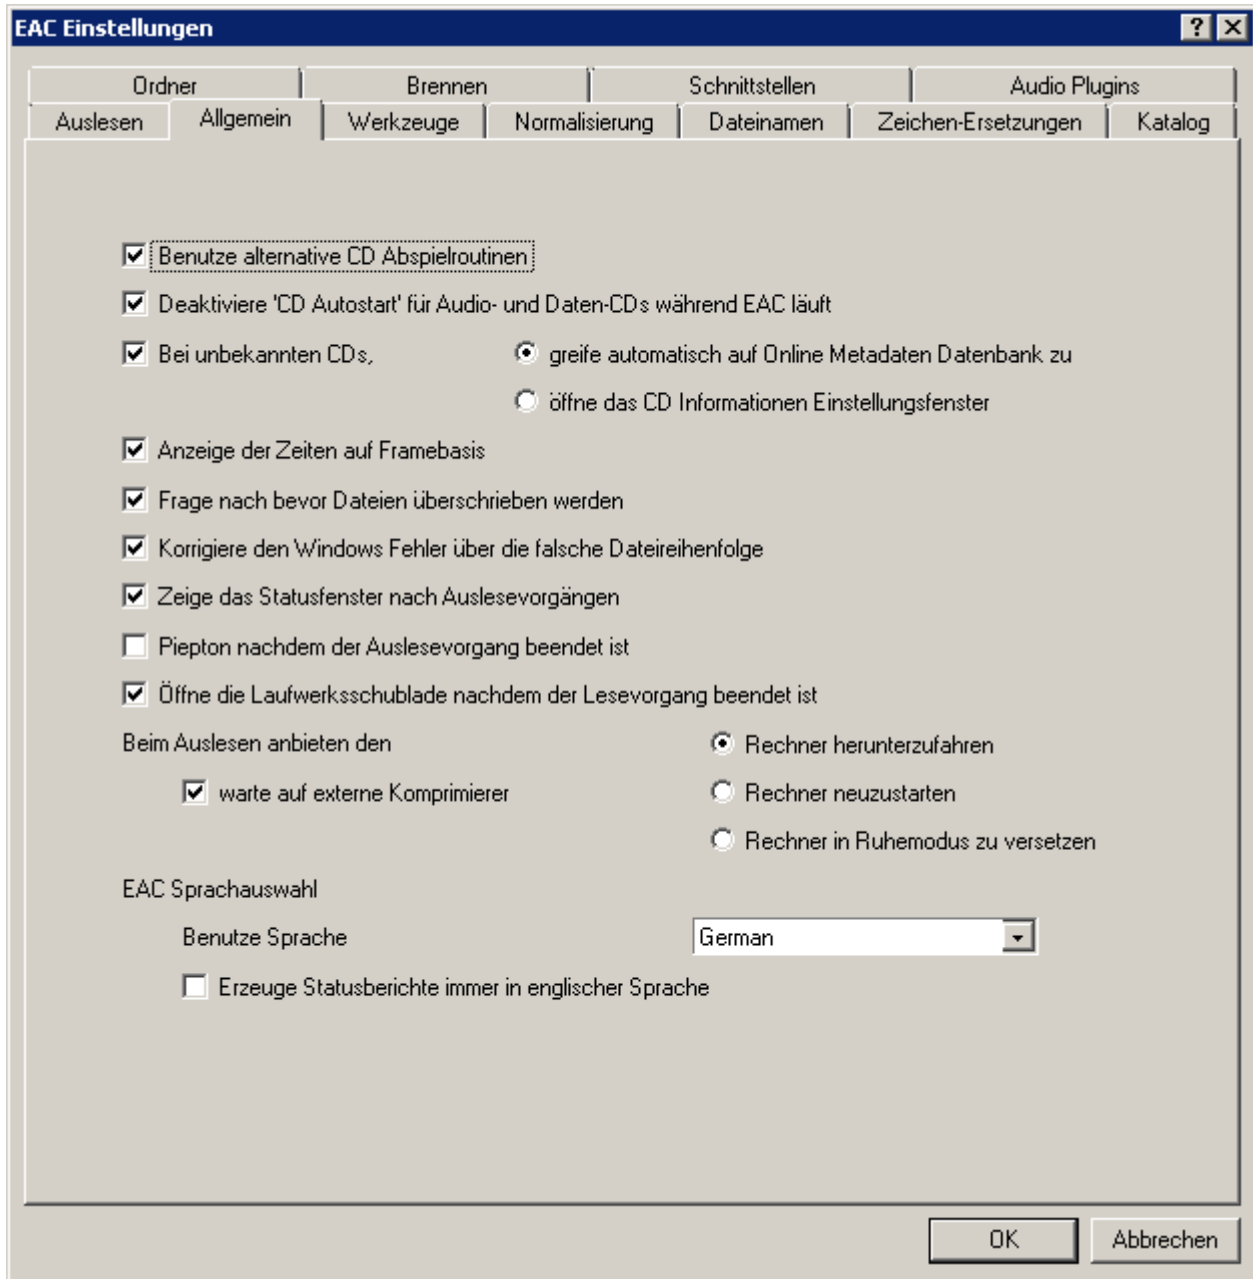 EAC Einstellungen
Ordner Brennen Schnittstellen Audio Plugins
Auslesen Allgemein Werkzeuge Normalisierung Dateinamen Zeichen-Ersetzungen Katalog
Benutze alternative CD Abspielroutinen
Deaktiviere 'CD Autostart' für Audio- und Daten-CDs während EAC läuft
Bei unbekannten CDs, greife automatisch auf Online Metadaten Datenbank zu
öffne das CD Informationen Einstellungsfenster
Anzeige der Zeiten auf Framebasis
Frage nach bevor Dateien überschrieben werden
Korrigiere den Windows Fehler über die falsche Dateireihenfolge
Zeige das Statusfenster nach Auslesevorgängen
Piepton nachdem der Auslesevorgang beendet ist
Öffne die Laufwerksschublade nachdem der Lesevorgang beendet ist
Beim Auslesen anbieten den Rechner herunterzufahren
warte auf externe Komprimierer Rechner neuzustarten
Rechner in Ruhemodus zu versetzen
EAC Sprachauswahl
Benutze Sprache German
Erzeuge Statusberichte immer in englischer Sprache
OK Abbrechen